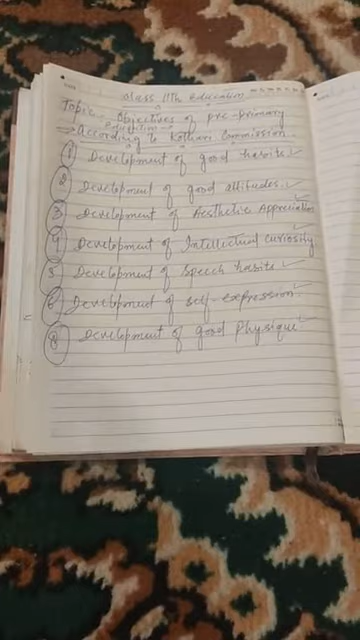 Class 11th Education
Topic: Objectives of pre-primary
Education:-
→ According to Kothari Commission
① Development of good habits.
② Development of good attitudes.
③ Development of Aesthetic Appreciation
④ Development of Intellectual curiosity
⑤ Development of Speech habits
⑥ Development of self-expression.
⑧ Development of good Physique